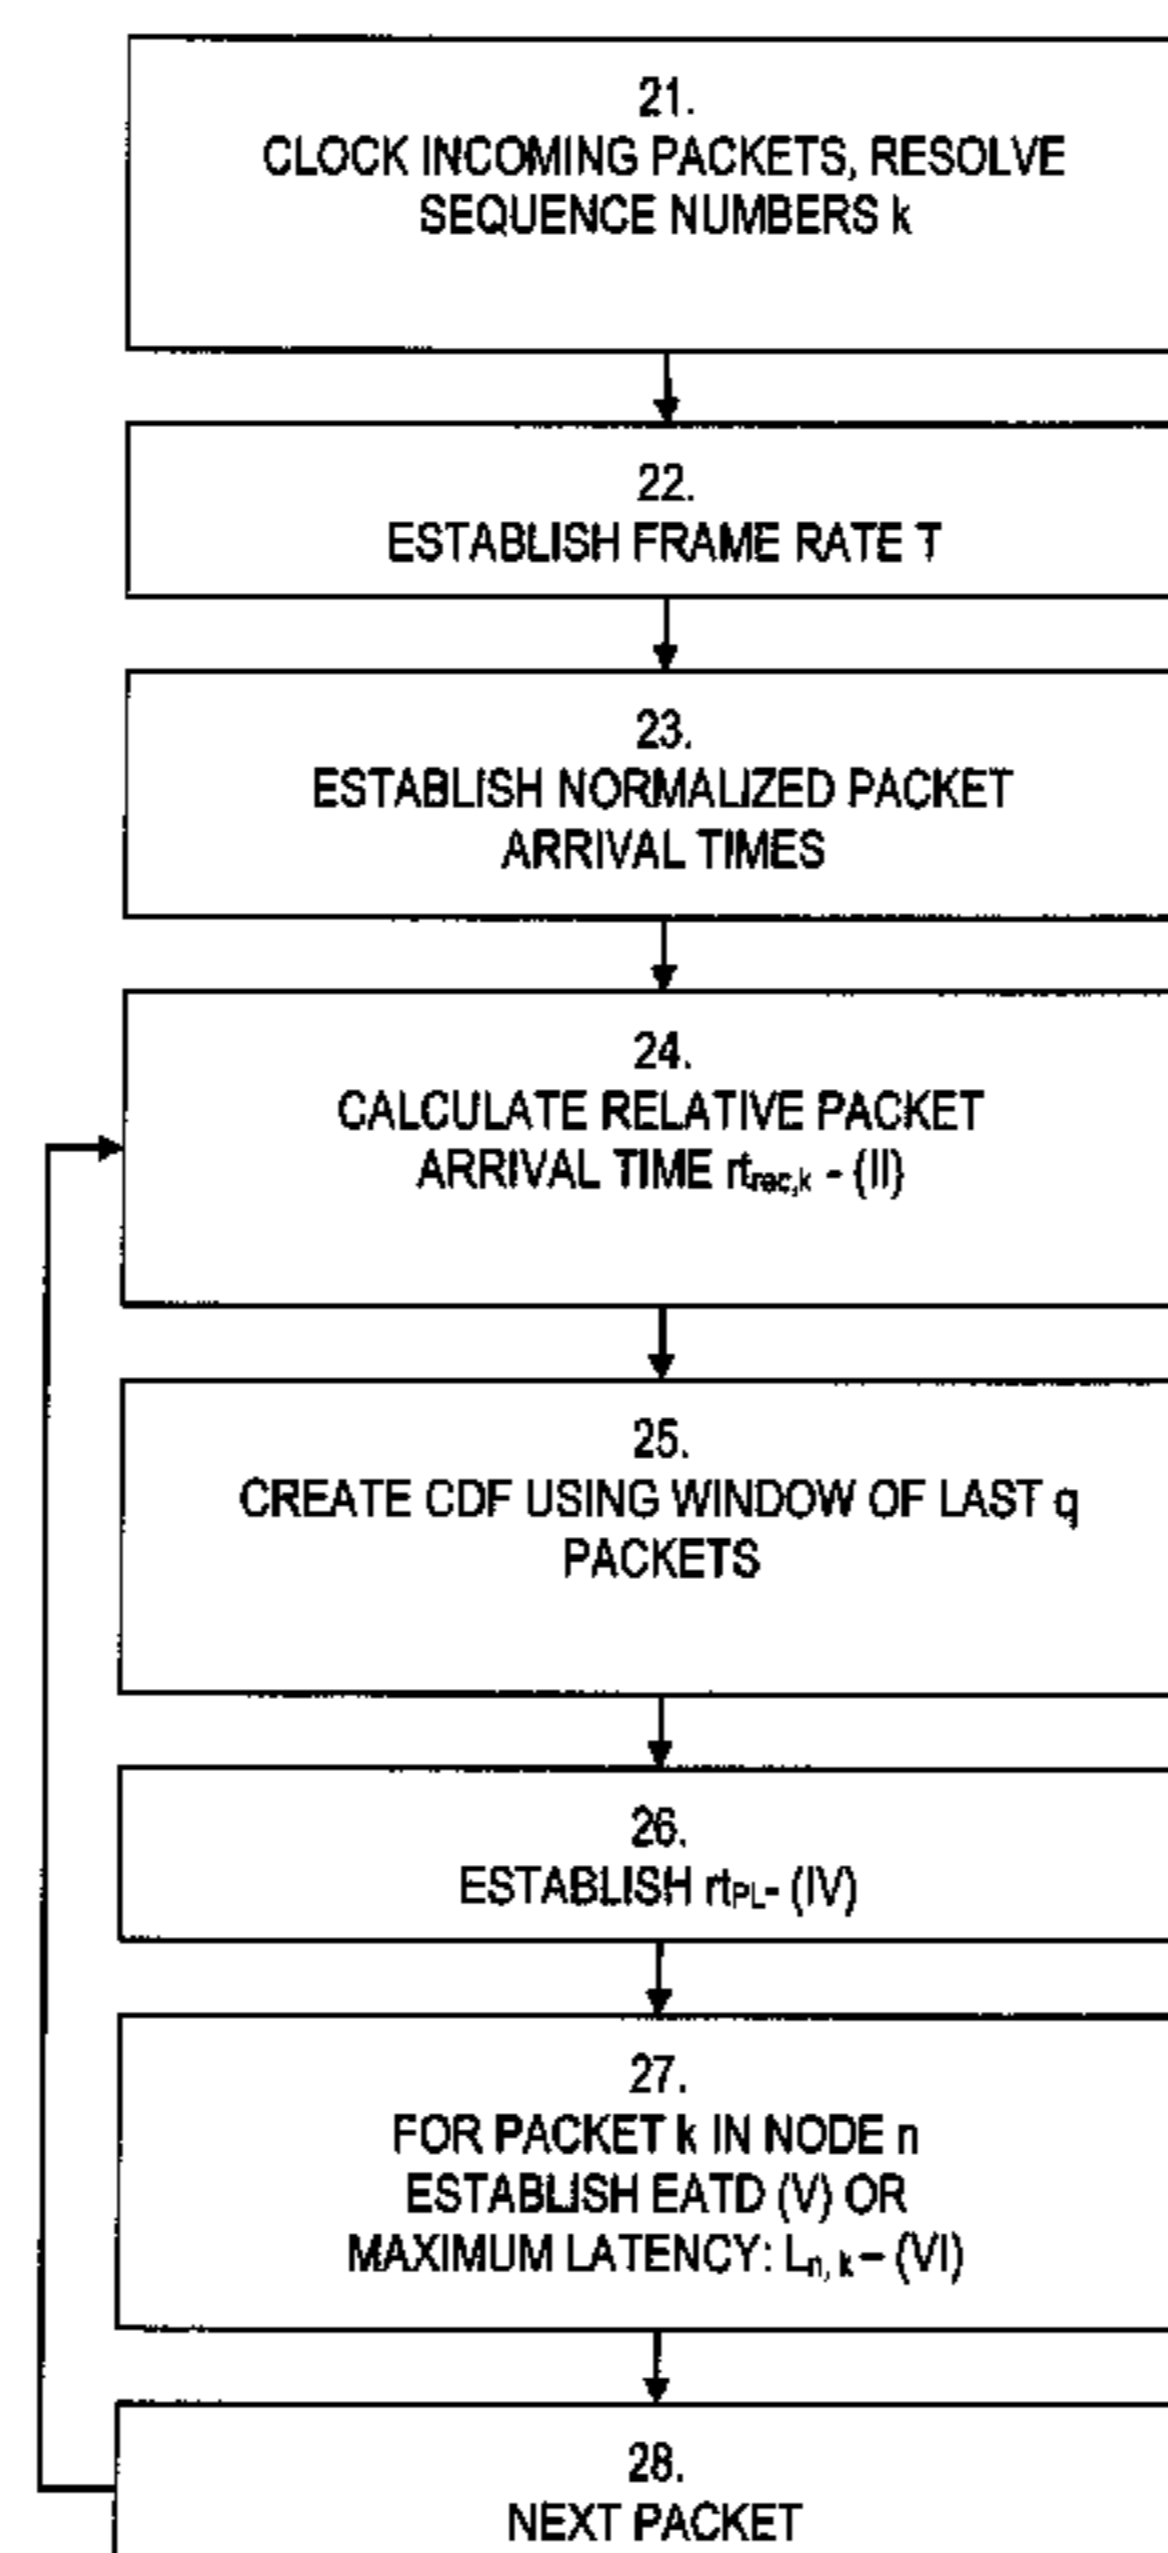 21.
CLOCK INCOMING PACKETS, RESOLVE
SEQUENCE NUMBERS k
22.
ESTABLISH FRAME RATE T
23.
ESTABLISH NORMALIZED PACKET
ARRIVAL TIMES
24.
CALCULATE RELATIVE PACKET
ARRIVAL TIME rtrec,k - (II)
25.
CREATE CDF USING WINDOW OF LAST q
PACKETS
26.
ESTABLISH rtPL- (IV)
27.
FOR PACKET k IN NODE n
ESTABLISH EATD (V) OR
MAXIMUM LATENCY: Ln, k – (VI)
28.
NEXT PACKET